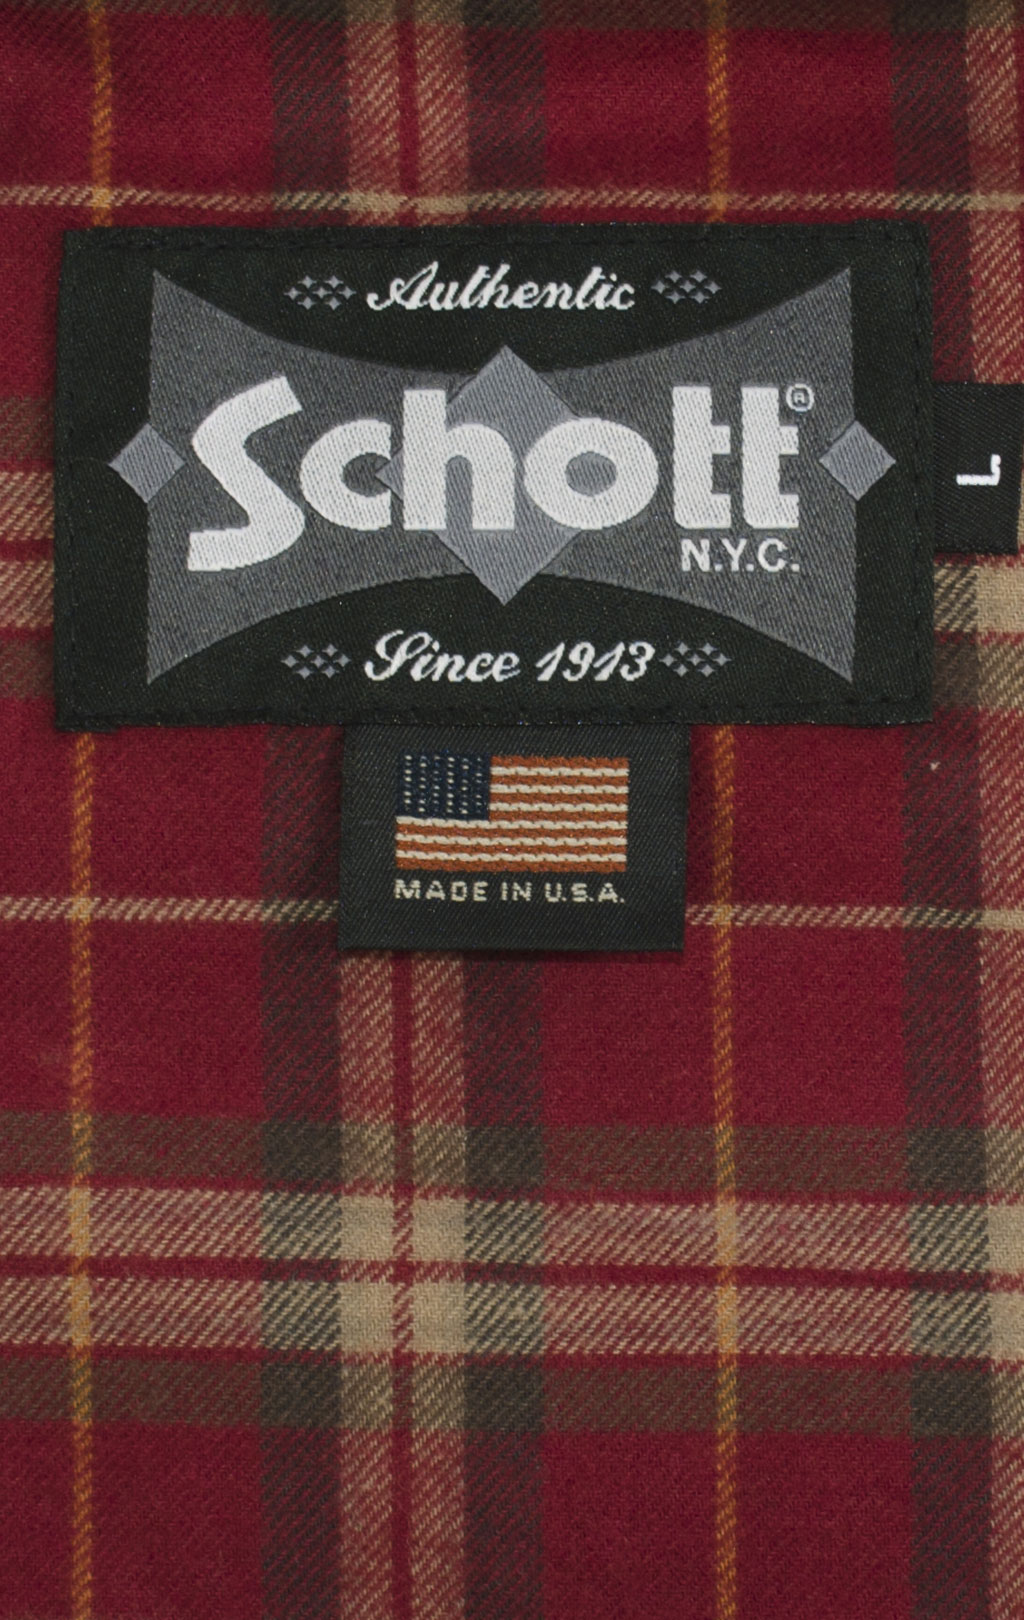 Authentic
Schott®
N.Y.C.
Since 1913
L
MADE IN U.S.A.